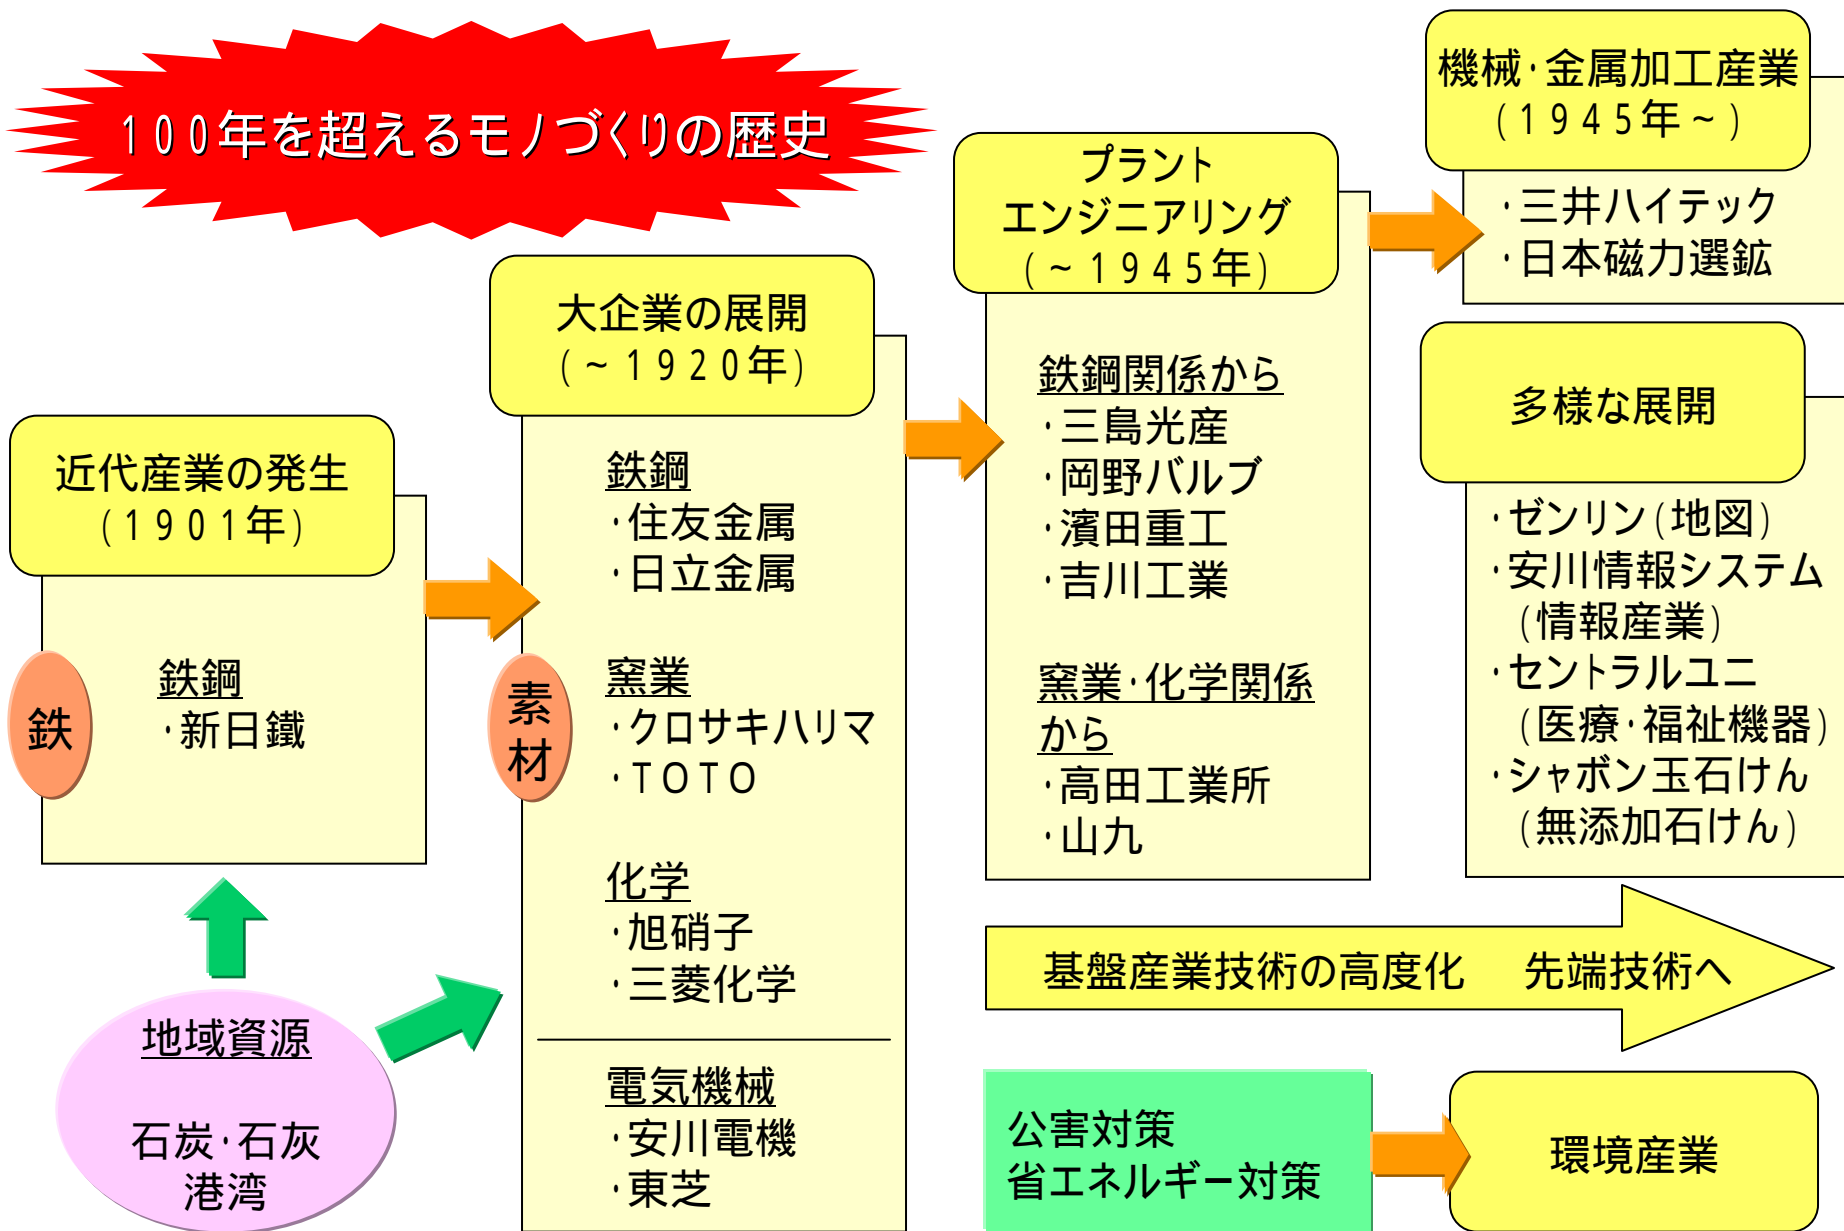 100年を超えるモノづくりの歴史
近代産業の発生
(1901年)
鉄
鉄鋼
・新日鐵
地域資源
石炭・石灰
港湾
大企業の展開
(~1920年)
素
材
鉄鋼
・住友金属
・日立金属
窯業
・クロサキハリマ
・TOTO
化学
・旭硝子
・三菱化学
電気機械
・安川電機
・東芝
プラント
エンジニアリング
(~1945年)
鉄鋼関係から
・三島光産
・岡野バルブ
・濱田重工
・吉川工業
窯業・化学関係
から
・高田工業所
・山九
機械・金属加工産業
(1945年~)
・三井ハイテック
・日本磁力選鉱
多様な展開
・ゼンリン(地図)
・安川情報システム
(情報産業)
・セントラルユニ
(医療・福祉機器)
・シャボン玉石けん
(無添加石けん)
基盤産業技術の高度化 先端技術へ
公害対策
省エネルギー対策
環境産業